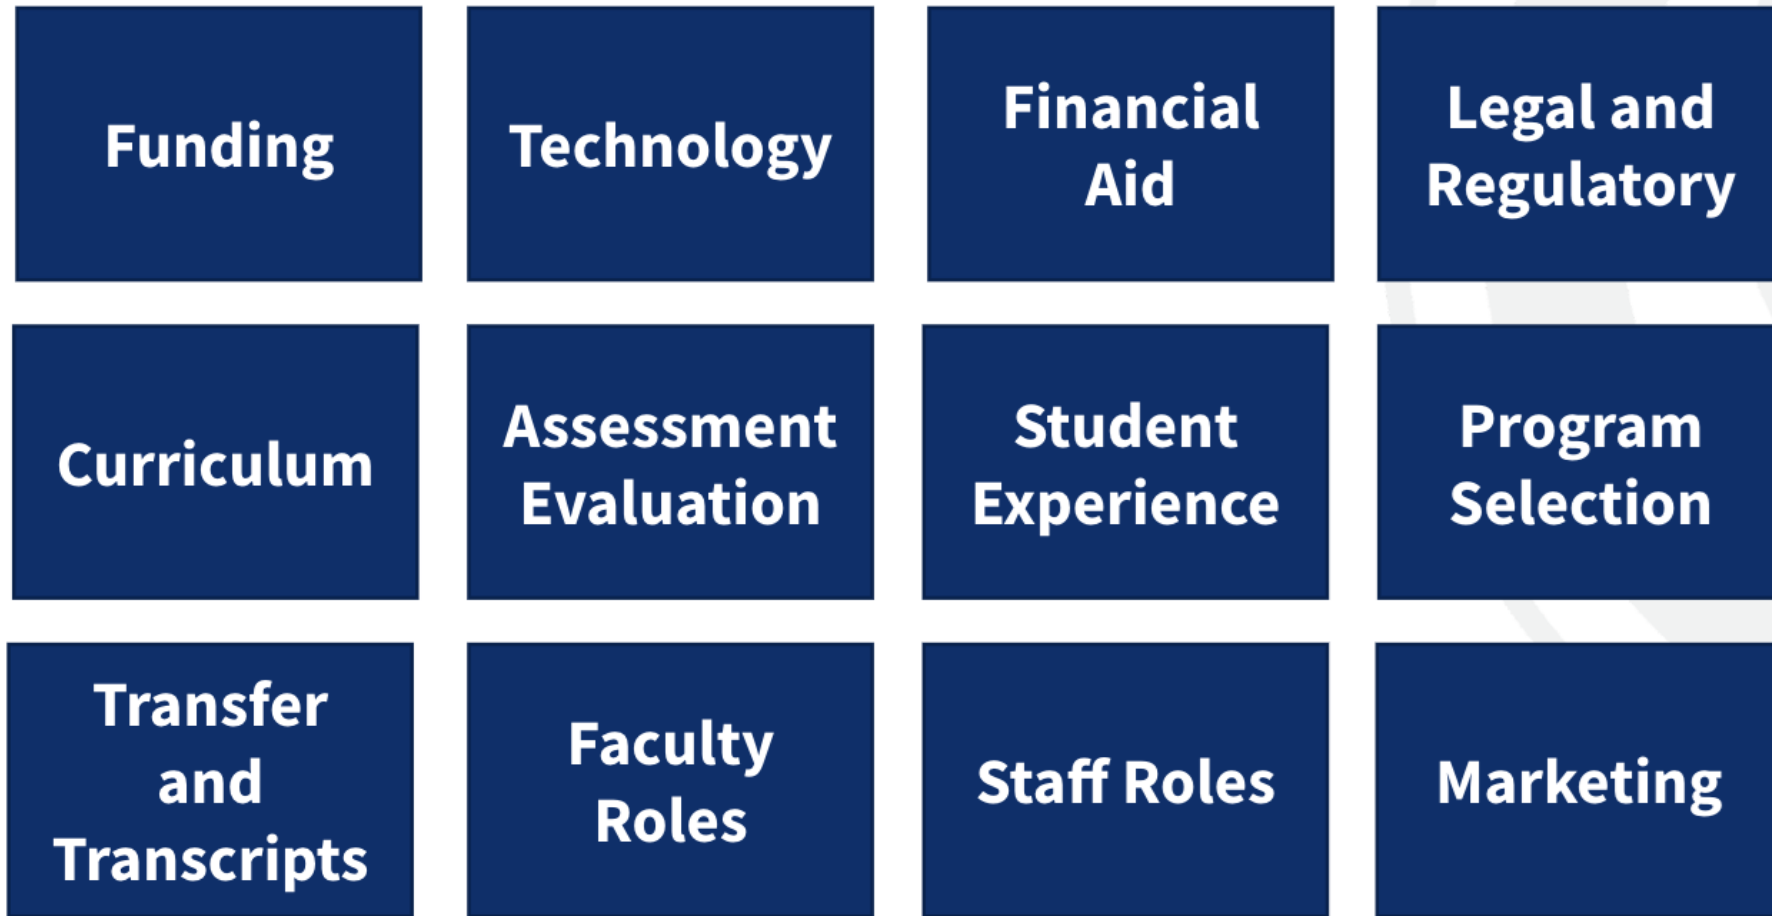 Funding
Technology
Financial
Aid
Legal and
Regulatory
Curriculum
Assessment
Evaluation
Student
Experience
Program
Selection
Transfer
and
Transcripts
Faculty
Roles
Staff Roles
Marketing